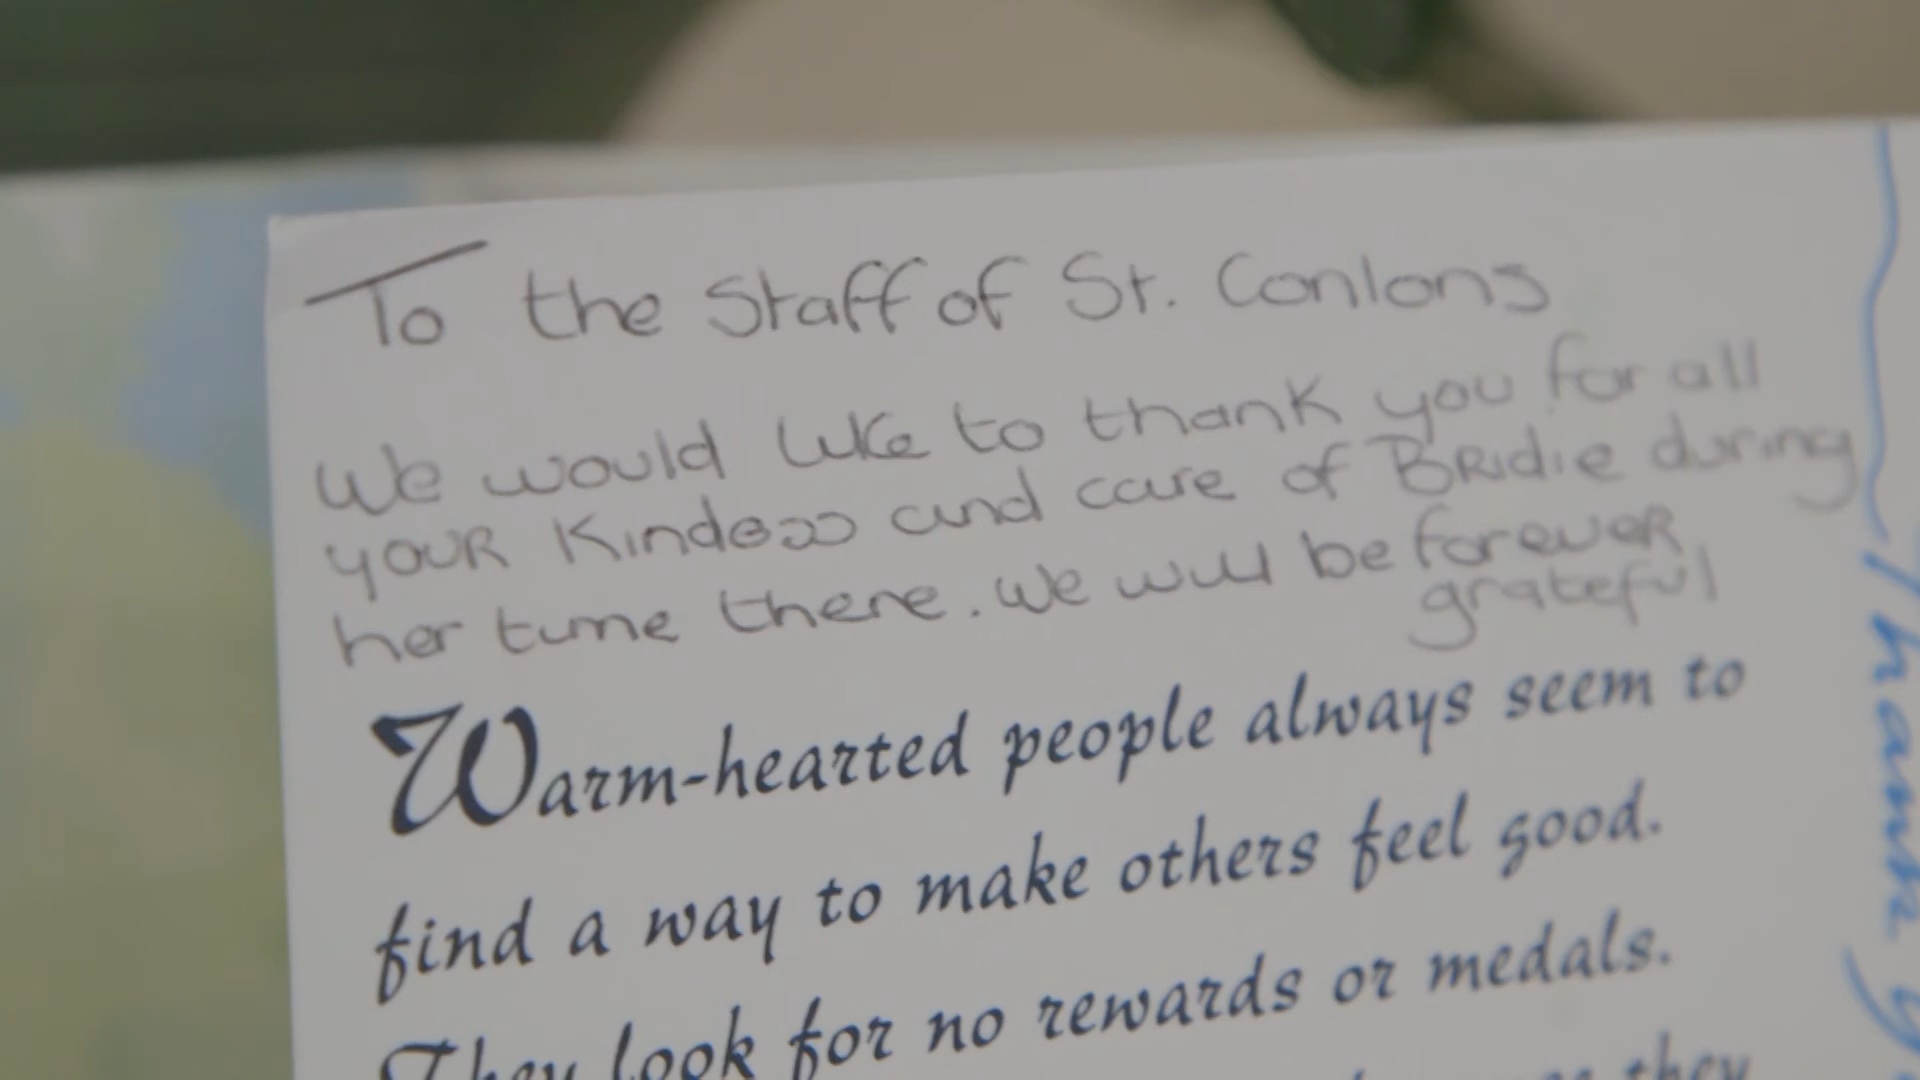 To the Staff of St. Conlons
We would like to thank you for all
your Kindess and care of Bridie during
her time there. We will be forever
grateful
Warm-hearted people always seem to
find a way to make others feel good.
They look for no rewards or medals.
they
Thank y